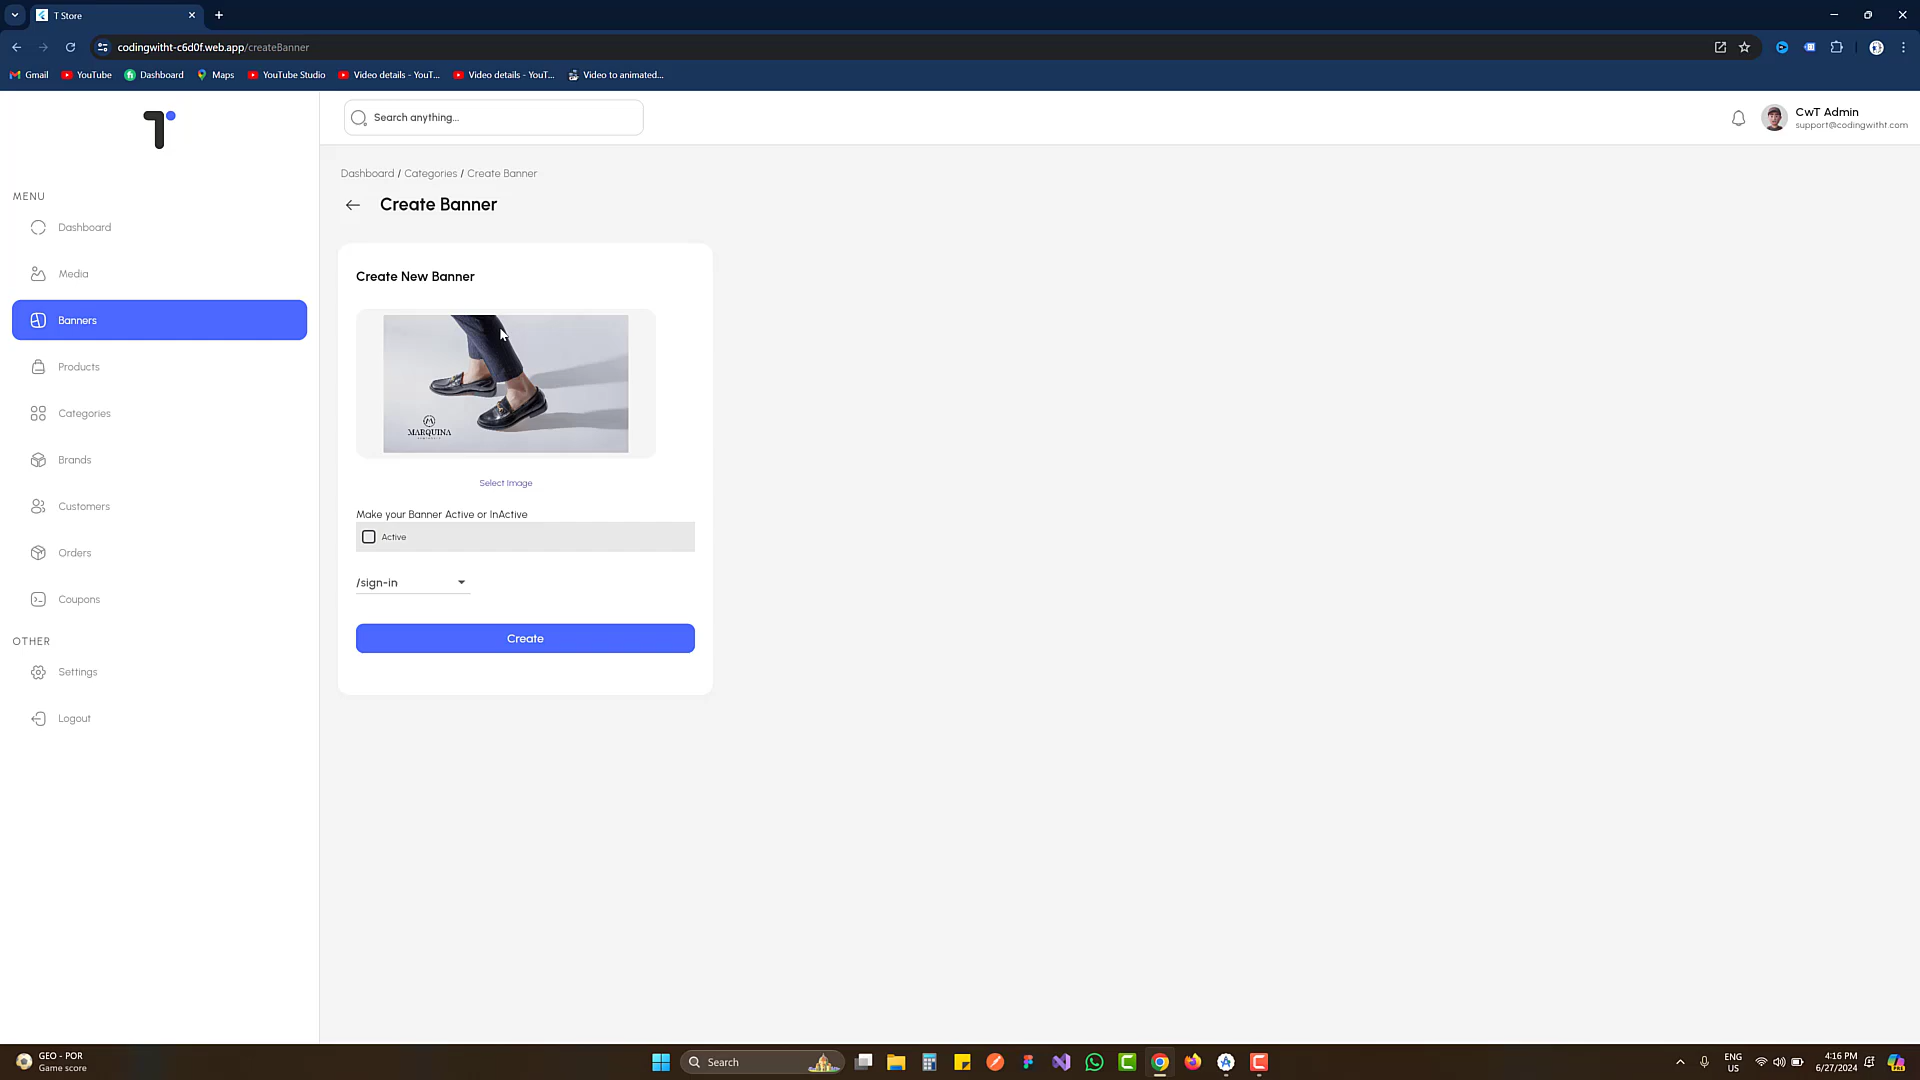 T Store
codingwitht-c6d0f.web.app/createBanner
Gmail
YouTube
Dashboard
Maps
YouTube Studio
Video details - YouT...
Video details - YouT...
Video to animated...
Search anything...
CwT Admin
support@codingwitht.com
MENU
Dashboard
Media
Banners
Products
Categories
Brands
Customers
Orders
Coupons
OTHER
Settings
Logout
Dashboard / Categories / Create Banner
Create Banner
Create New Banner
MARQUINA
Select Image
Make your Banner Active or InActive
Active
/sign-in
Create
GEO - POR
Game score
Search
ENG
US
4:16 PM
6/27/2024